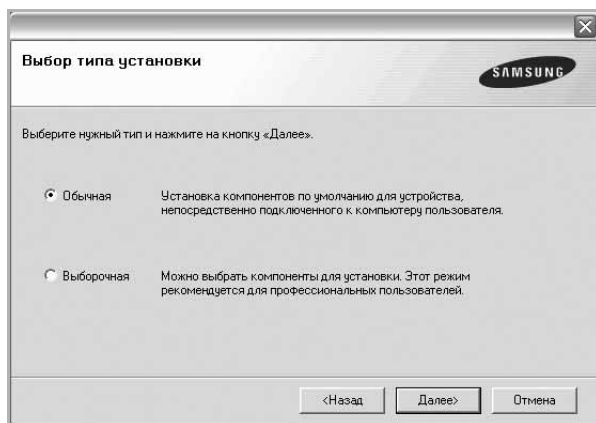 Выбор типа установки
SAMSUNG
Выберите нужный тип и нажмите на кнопку «Далее».
Обычная
Установка компонентов по умолчанию для устройства,
непосредственно подключенного к компьютеру пользователя.
Выборочная
Можно выбрать компоненты для установки. Этот режим
рекомендуется для профессиональных пользователей.
<Назад
Далее>
Отмена